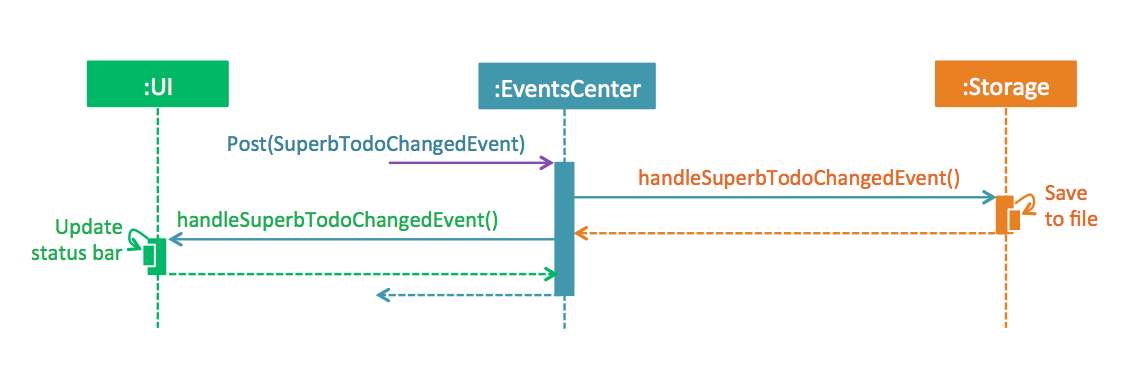 :UI
:EventsCenter
:Storage
Post(SuperbTodoChangedEvent)
handleSuperbTodoChangedEvent()
Save
to file
handleSuperbTodoChangedEvent()
Update
status bar